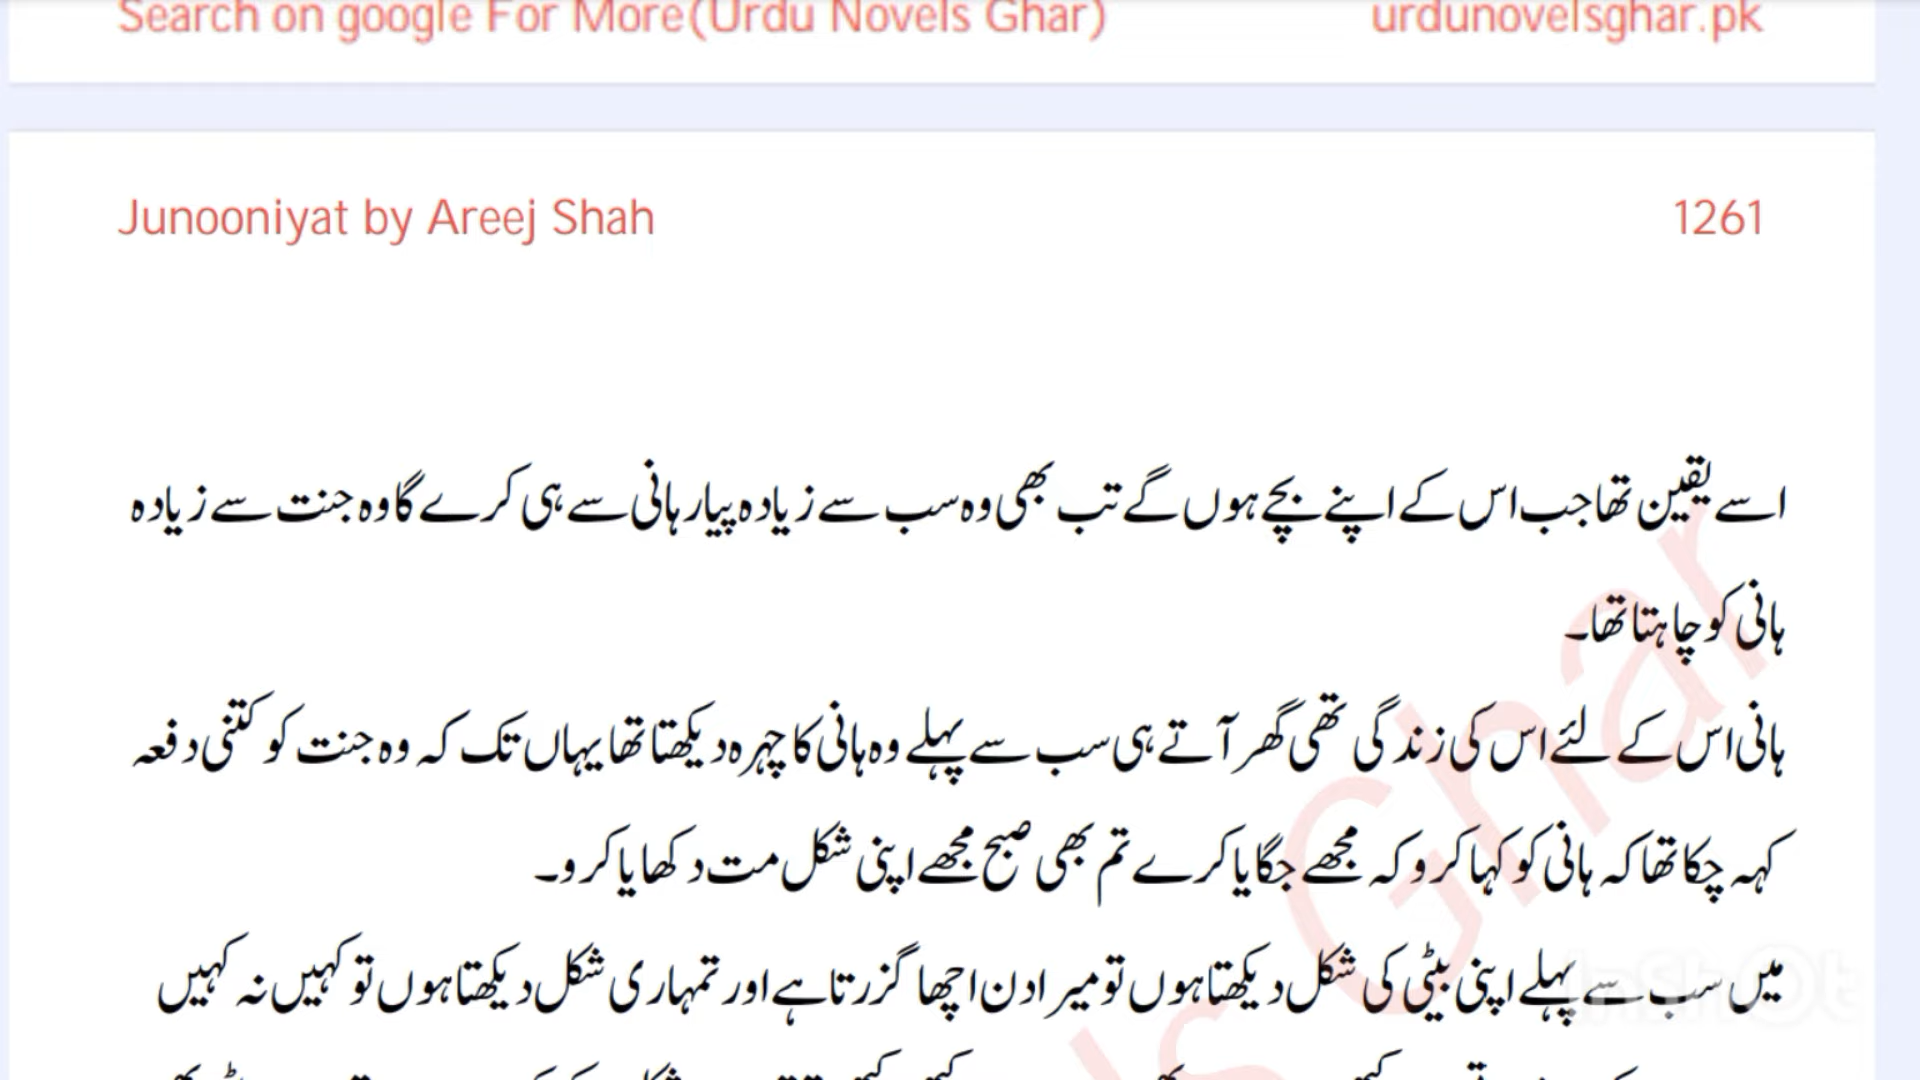 Search on google For More(Urdu Novels Ghar) urdunovelsghar.pk
Junooniyat by Areej Shah 1261
اسے یقین تھا جب اس کے اپنے بچے ہوں گے تب بھی وہ سب سے زیادہ پیار ہانی سے ہی کرے گا وہ جنت سے زیادہ
ہانی کو چاہتا تھا۔
ہانی اس کے لئے اس کی زندگی تھی گھر آتے ہی سب سے پہلے وہ ہانی کا چہرہ دیکھتا تھا یہاں تک کہ وہ جنت کو کتنی دفعہ
کہہ چکا تھا کہ ہانی کو کہا کرو کہ مجھے جگایا کرے تم بھی صبح مجھے اپنی شکل مت دکھایا کرو۔
میں سب سے پہلے اپنی بیٹی کی شکل دیکھتا ہوں تو میرا دن اچھا گزرتا ہے اور تمہاری شکل دیکھتا ہوں تو کہیں نہ کہیں
Ghar
InShOt